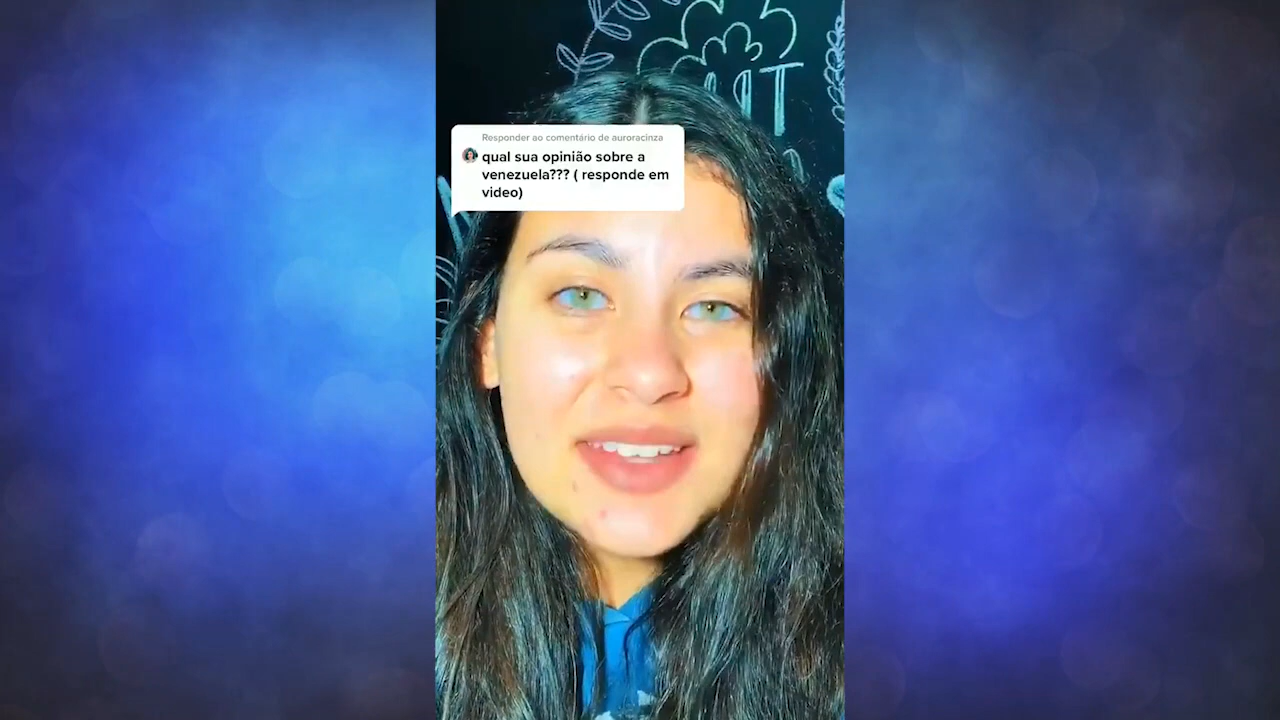 Responder ao comentário de auroracinza
qual sua opinião sobre a
venezuela??? ( responde em
video)